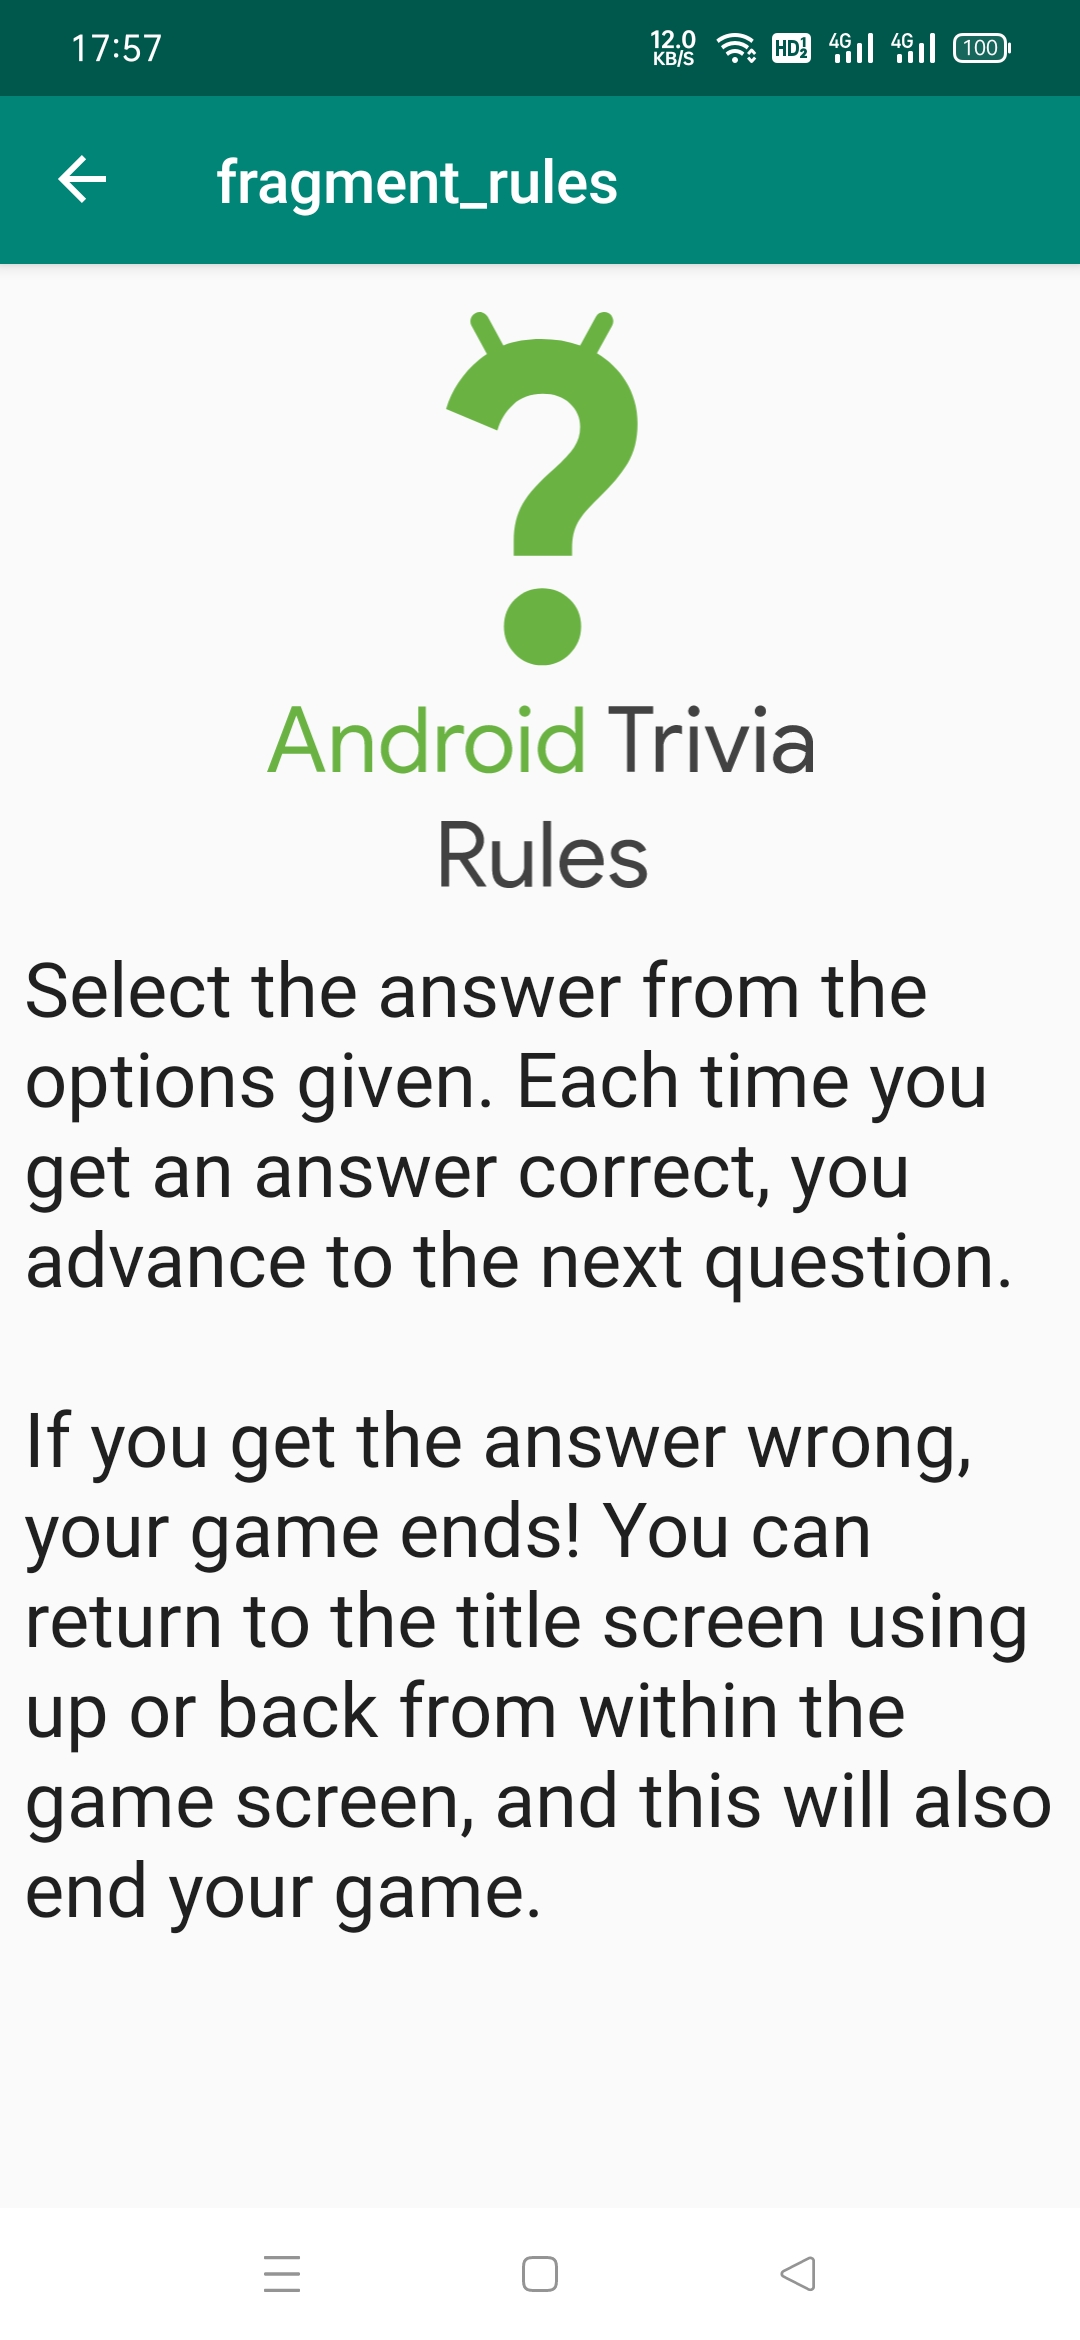 17:57
12.0
KB/S
HD 1 2
4G
4G
100
fragment_rules
Android Trivia
Rules
Select the answer from the
options given. Each time you
get an answer correct, you
advance to the next question.
If you get the answer wrong,
your game ends! You can
return to the title screen using
up or back from within the
game screen, and this will also
end your game.